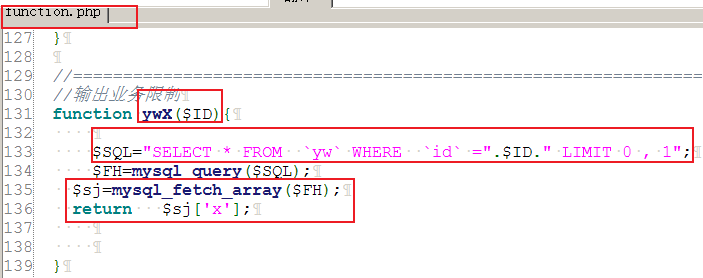 function.php
127 }
128
129 //==============================================================
130 //输出业务限制
131 function ywX($ID){
132
133 $SQL="SELECT * FROM `yw` WHERE `id` =".$ID." LIMIT 0 , 1";
134 $FH=mysql_query($SQL);
135 $sj=mysql_fetch_array($FH);
136 return $sj['x'];
137
138
139 }